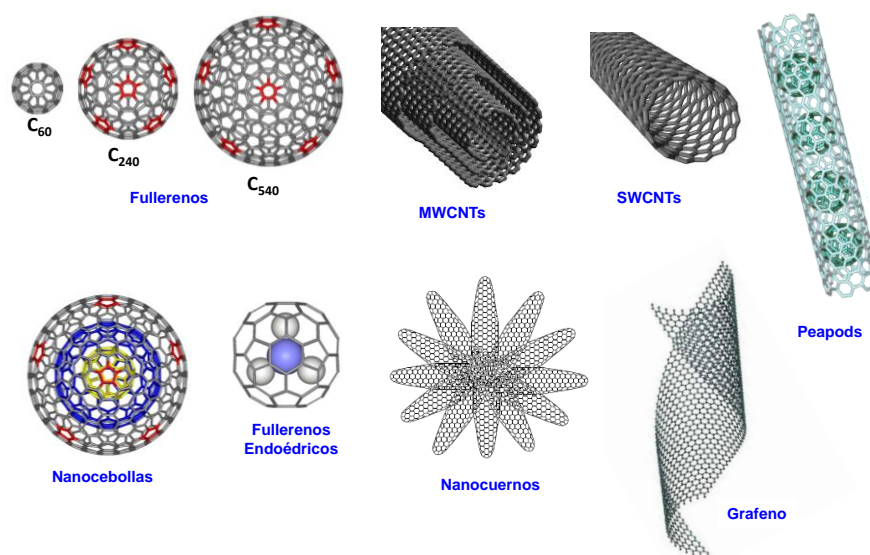 C₆₀
C₂₄₀
C₅₄₀
Fullerenos
MWCNTs
SWCNTs
Peapods
Nanocebollas
Fullerenos
Endoédricos
Nanocuernos
Grafeno